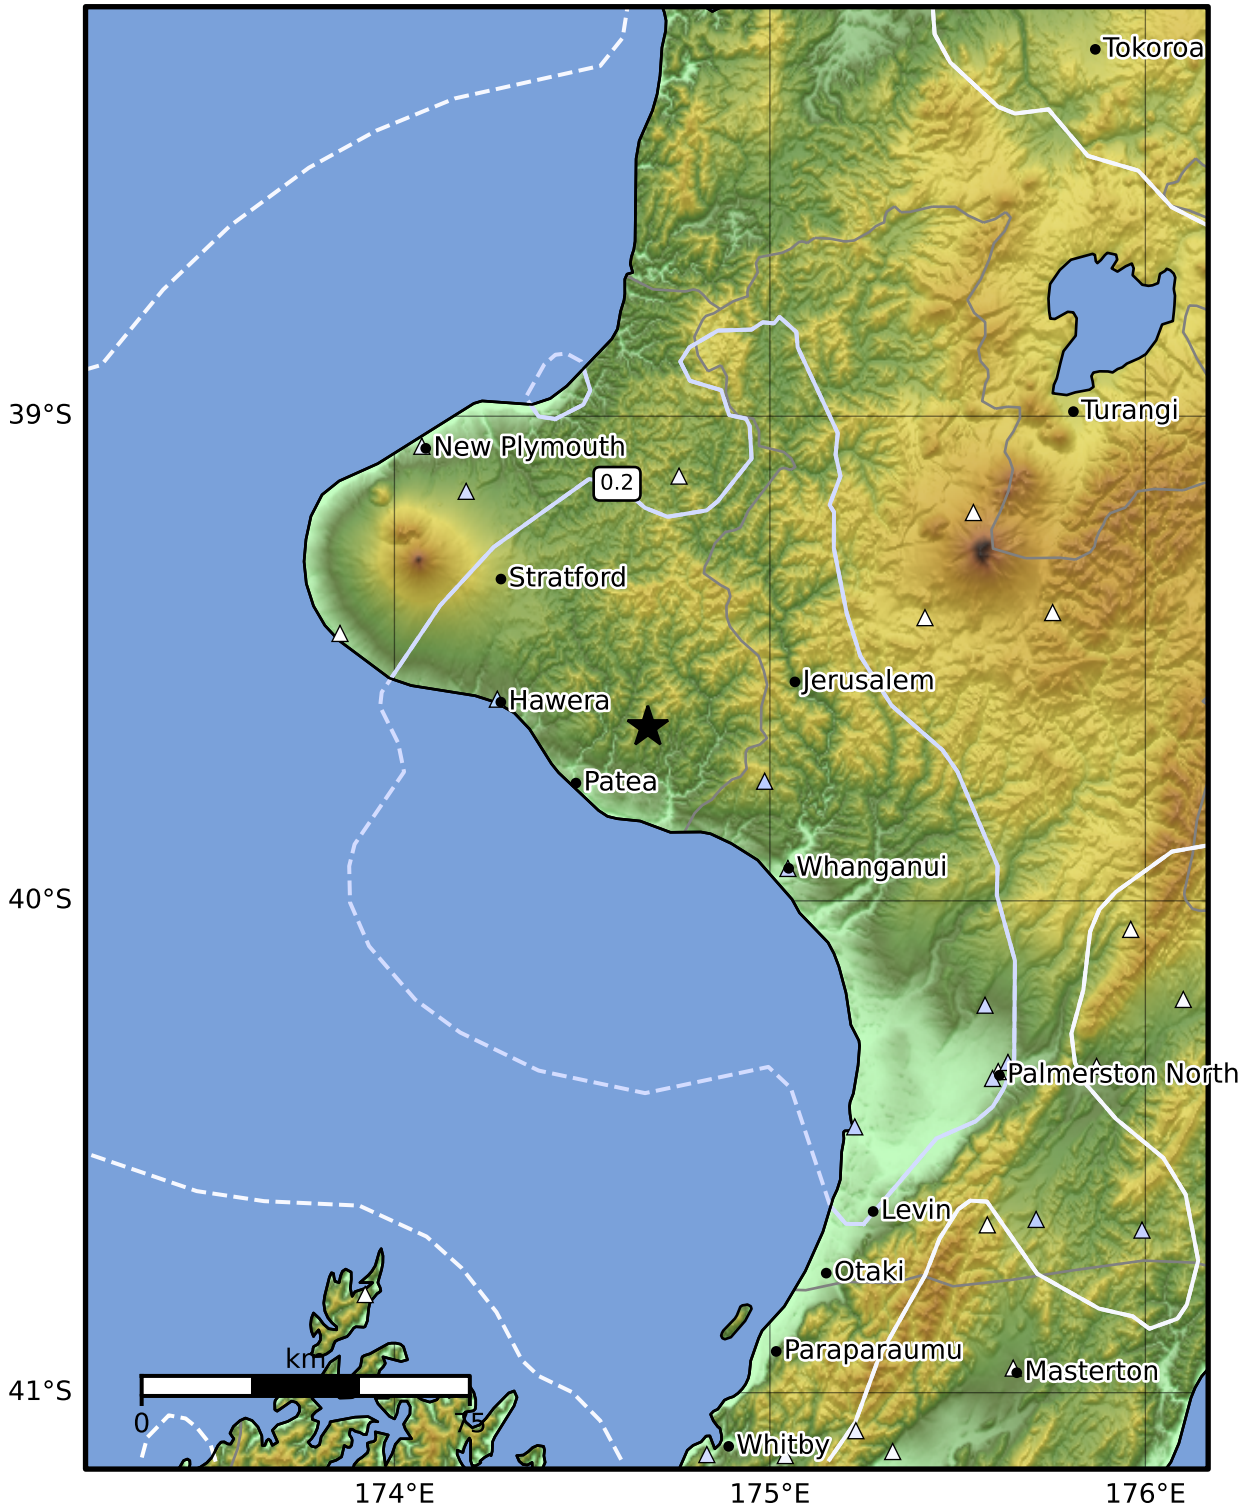 Tokoroa
39°S
Turangi
New Plymouth
0.2
Stratford
Jerusalem
Hawera
Patea
Whanganui
40°S
Palmerston North
Levin
Otaki
Paraparaumu
km
Masterton
41°S
0 75
Whitby
174°E 175°E 176°E